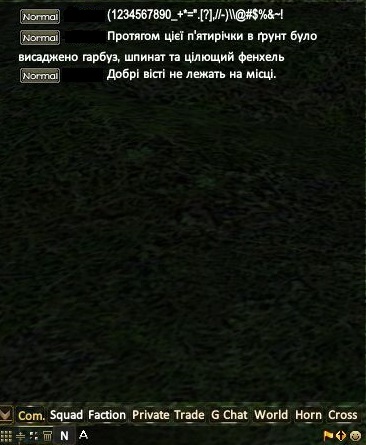 Normal (1234567890_+*=".[?],//-)\\@#$%&~!
Normal Протягом цієї п'ятирічки в ґрунт було
висаджено гарбуз, шпинат та цілющий фенхель
Normal Добрі вісті не лежать на місці.
Com. Squad Faction Private Trade G Chat World Horn Cross
N A